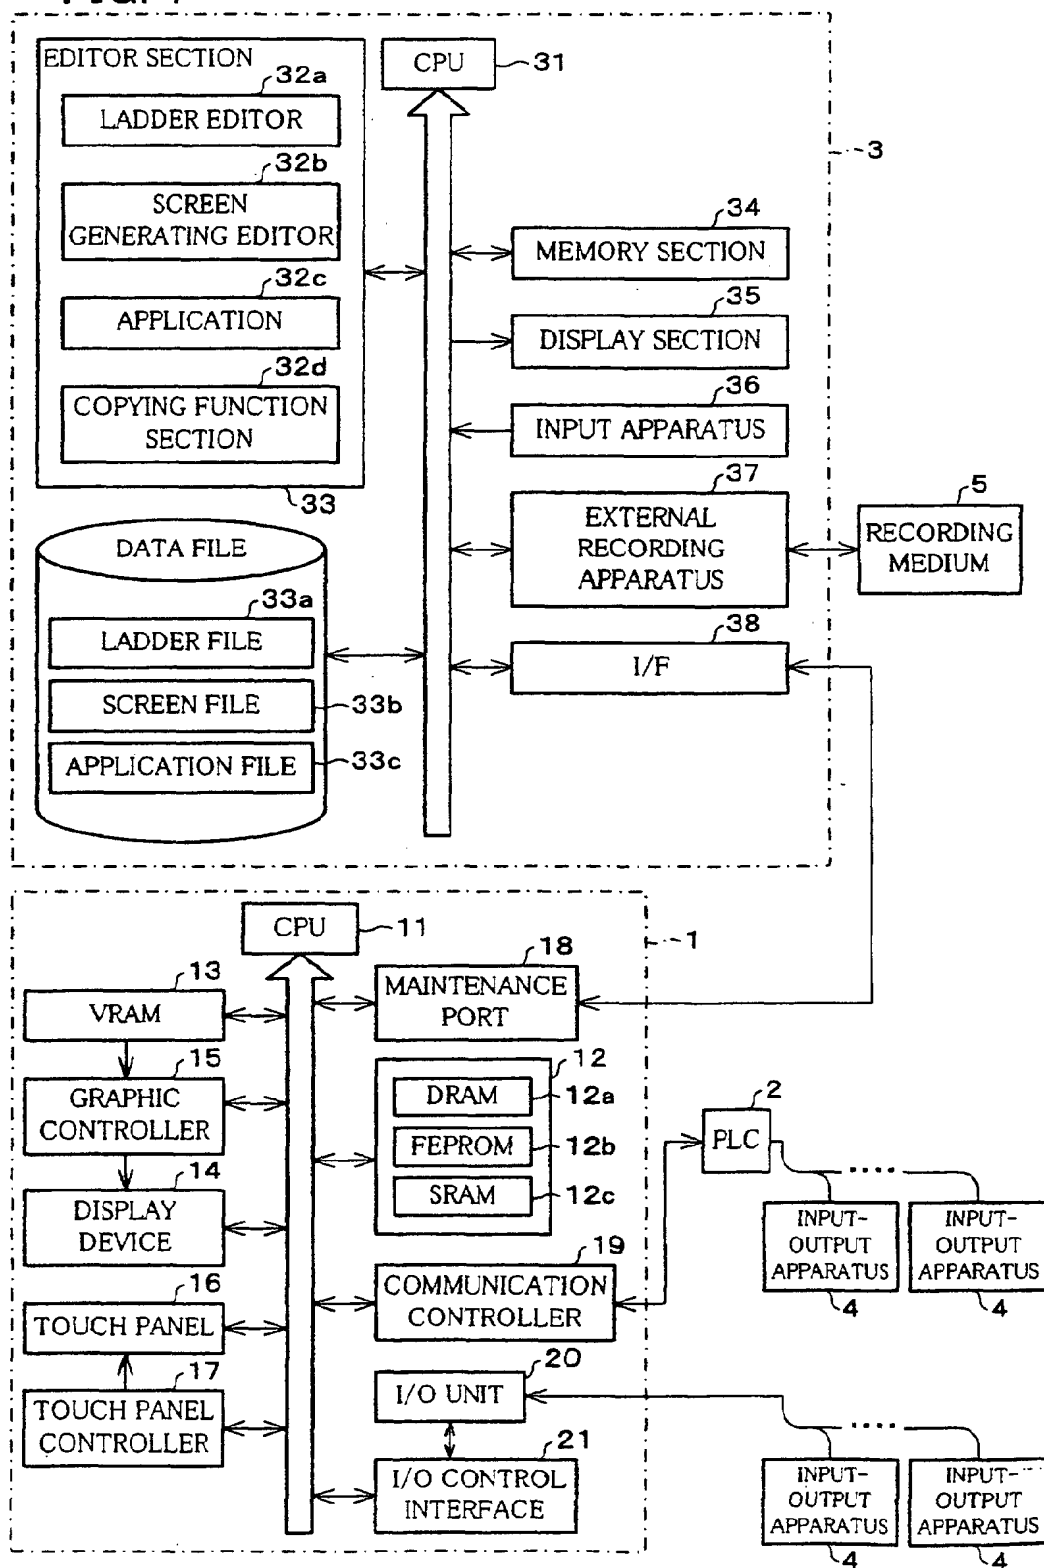 EDITOR SECTION
32a
LADDER EDITOR
32b
SCREEN
GENERATING EDITOR
32c
APPLICATION
32d
COPYING FUNCTION
SECTION
33
DATA FILE
33a
LADDER FILE
SCREEN FILE
33b
APPLICATION FILE
33c
CPU
31
3
34
MEMORY SECTION
35
DISPLAY SECTION
36
INPUT APPARATUS
37
EXTERNAL
RECORDING
APPARATUS
5
RECORDING
MEDIUM
38
I/F
CPU
11
1
13
VRAM
15
GRAPHIC
CONTROLLER
14
DISPLAY
DEVICE
16
TOUCH PANEL
17
TOUCH PANEL
CONTROLLER
18
MAINTENANCE
PORT
12
DRAM
12a
FEPROM
12b
SRAM
12c
19
COMMUNICATION
CONTROLLER
20
I/O UNIT
21
I/O CONTROL
INTERFACE
2
PLC
INPUT-
OUTPUT
APPARATUS
4
INPUT-
OUTPUT
APPARATUS
4
INPUT-
OUTPUT
APPARATUS
4
INPUT-
OUTPUT
APPARATUS
4